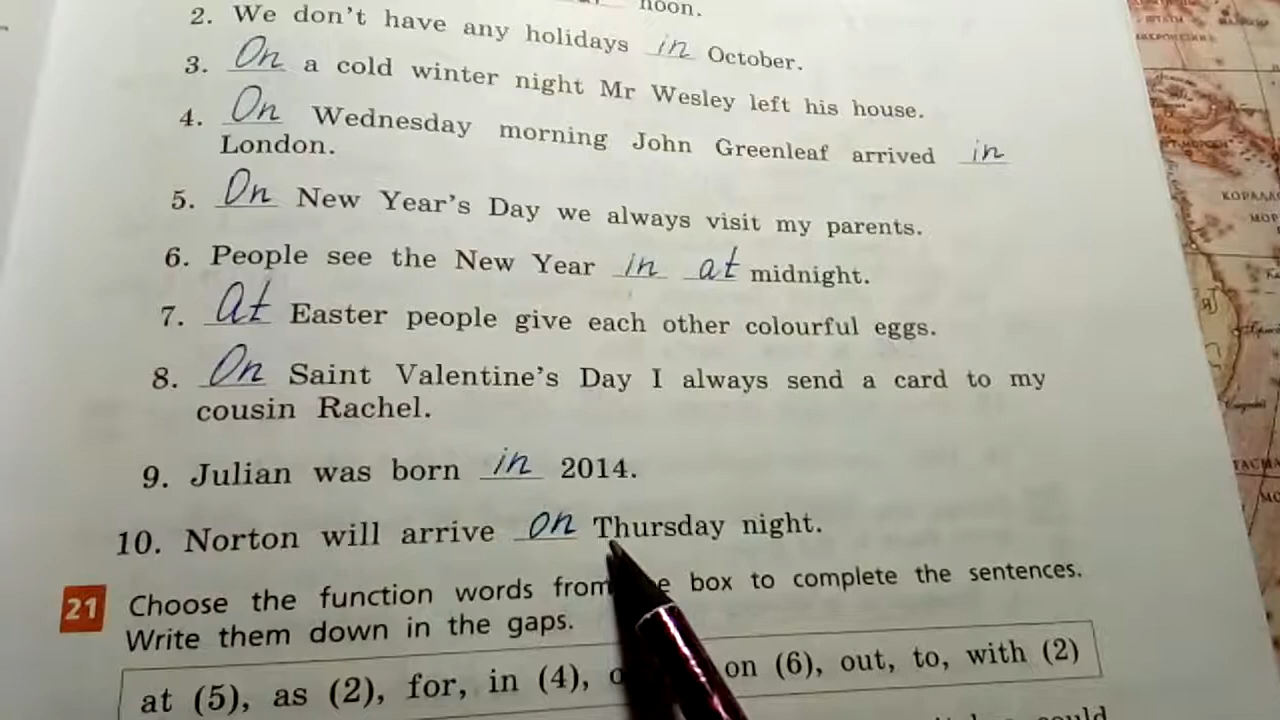 noon.
2. We don't have any holidays in October.
3. On a cold winter night Mr Wesley left his house.
4. On Wednesday morning John Greenleaf arrived in
London.
5. On New Year's Day we always visit my parents.
6. People see the New Year in at midnight.
7. At Easter people give each other colourful eggs.
8. On Saint Valentine's Day I always send a card to my
cousin Rachel.
9. Julian was born in 2014.
10. Norton will arrive on Thursday night.
21 Choose the function words from box to complete the sentences.
Write them down in the gaps.
at (5), as (2), for, in (4), on (6), out, to, with (2)
could
КОРАЛ
МОР